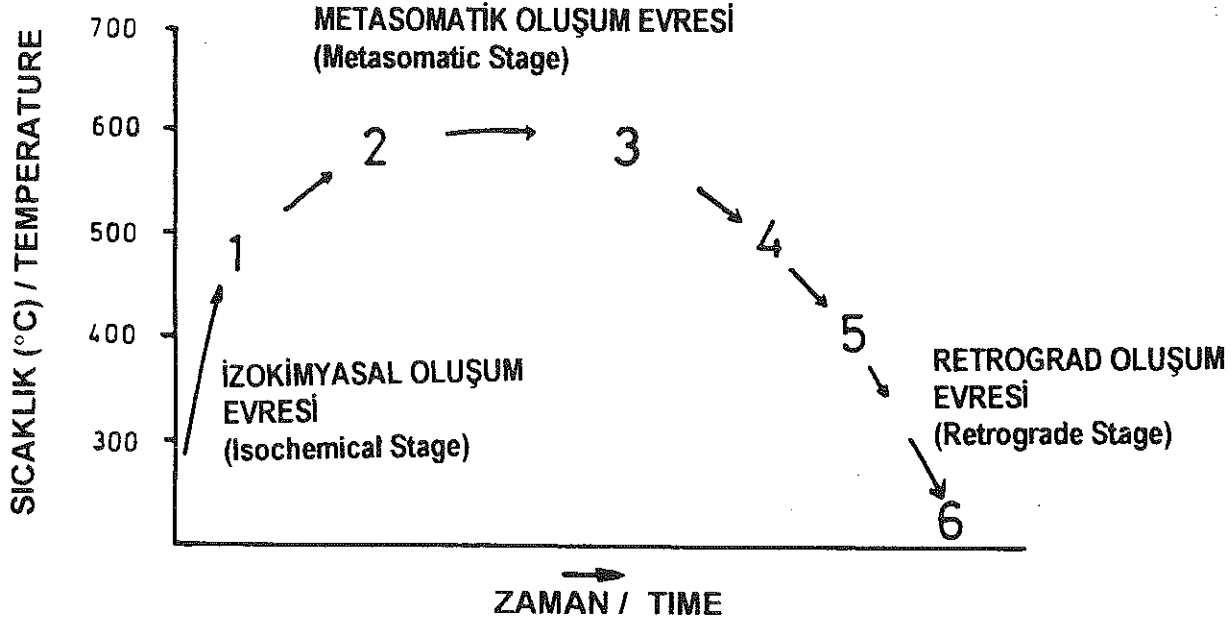 METASOMATİK OLUŞUM EVRESİ
(Metasomatic Stage)
SICAKLIK (°C) / TEMPERATURE
700
600
500
400
300
1
2
3
4
5
6
İZOKİMYASAL OLUŞUM
EVRESİ
(Isochemical Stage)
RETROGRAD OLUŞUM
EVRESİ
(Retrograde Stage)
ZAMAN / TIME